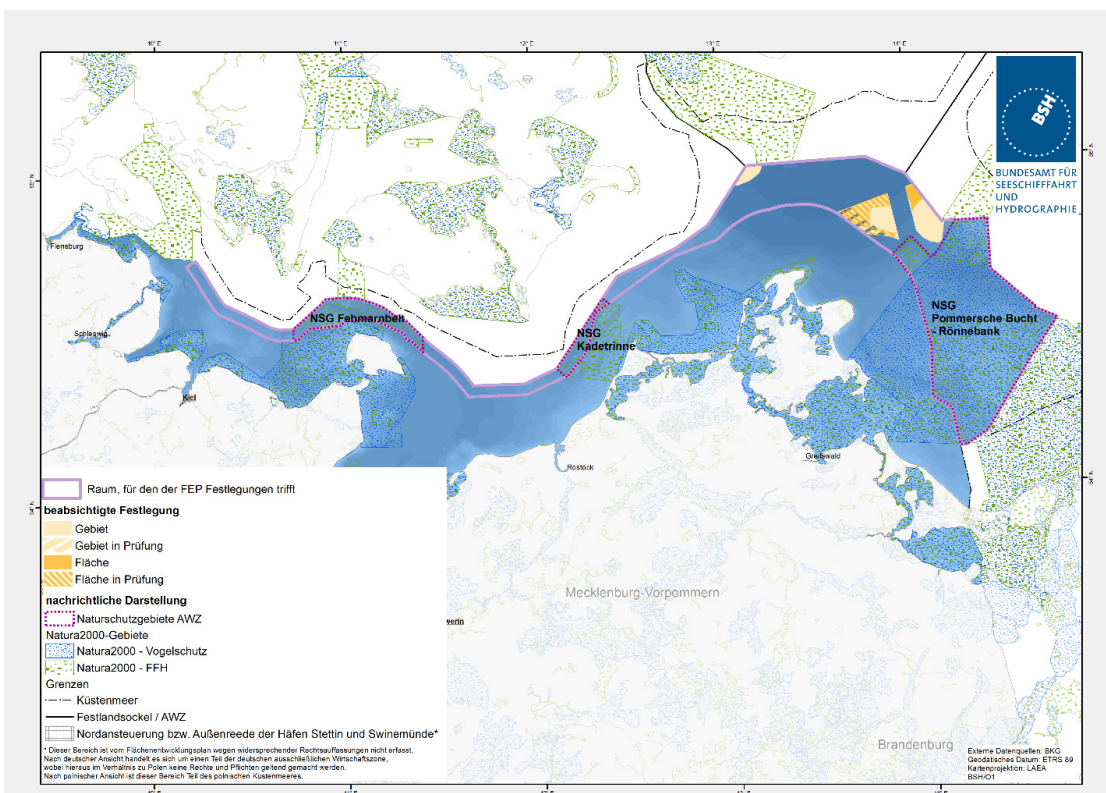 10° E 11° E 12° E 13° E 14° E
BSH
BUNDESAMT FÜR
SEESCHIFFFAHRT
UND
HYDROGRAPHIE
Flensburg
NSG Fehmarnbelt
NSG
Pommersche Bucht
- Rönnebank
Schleswig
NSG
Kadetrinne
Kiel
Greifswald
Rostock
Raum, für den der FEP Festlegungen trifft
beabsichtigte Festlegung
Gebiet
Gebiet in Prüfung
Fläche
Fläche in Prüfung
nachrichtliche Darstellung
Naturschutzgebiete AWZ
Natura2000-Gebiete
Natura2000 - Vogelschutz
Natura2000 - FFH
Grenzen
Küstenmeer
Festlandsockel / AWZ
Nordansteuerung bzw. Außenreede der Häfen Stettin und Swinemünde*
* Dieser Bereich ist vom Flächenentwicklungsplan wegen widersprechender Rechtsauffassungen nicht erfasst.
Nach deutscher Ansicht handelt es sich um einen Teil der deutschen ausschließlichen Wirtschaftszone,
wobei hieraus im Verhältnis zu Polen keine Rechte und Pflichten geltend gemacht werden.
Nach polnischer Ansicht ist dieser Bereich Teil des polnischen Küstenmeeres.
Mecklenburg-Vorpommern
werin
Brandenburg
Externe Datenquellen: BKG
Geodätisches Datum: ETRS 89
Kartenprojektion: LAEA
BSH/O1